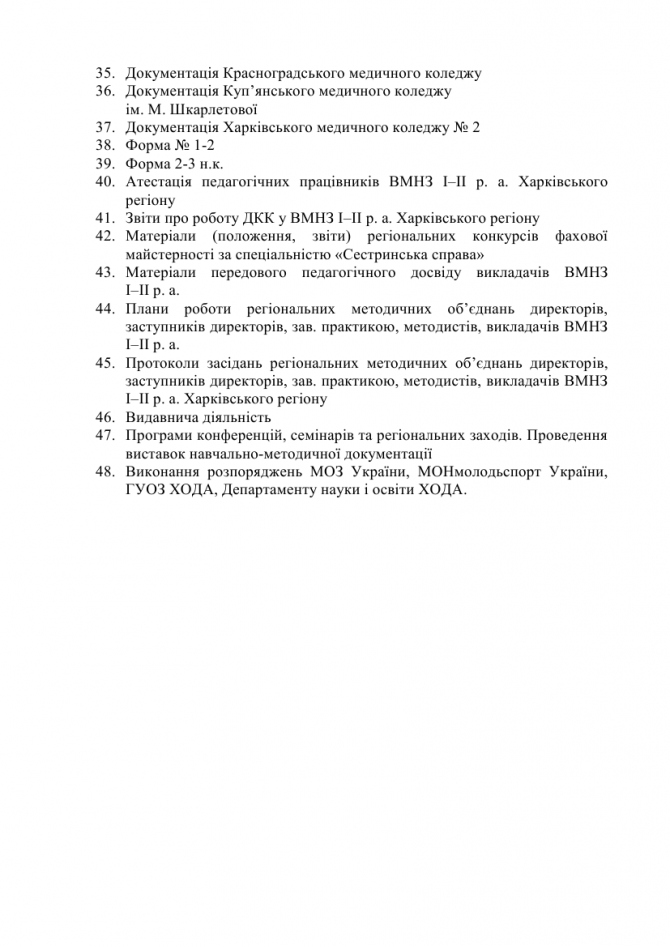 35. Документація Красноградського медичного коледжу
36. Документація Куп’янського медичного коледжу
ім. М. Шкарлетової
37. Документація Харківського медичного коледжу № 2
38. Форма № 1-2
39. Форма 2-3 н.к.
40. Атестація педагогічних працівників ВМНЗ І–ІІ р. а. Харківського
регіону
41. Звіти про роботу ДКК у ВМНЗ І–ІІ р. а. Харківського регіону
42. Матеріали (положення, звіти) регіональних конкурсів фахової
майстерності за спеціальністю «Сестринська справа»
43. Матеріали передового педагогічного досвіду викладачів ВМНЗ
І–ІІ р. а.
44. Плани роботи регіональних методичних об’єднань директорів,
заступників директорів, зав. практикою, методистів, викладачів ВМНЗ
І–ІІ р. а.
45. Протоколи засідань регіональних методичних об’єднань директорів,
заступників директорів, зав. практикою, методистів, викладачів ВМНЗ
І–ІІ р. а. Харківського регіону
46. Видавнича діяльність
47. Програми конференцій, семінарів та регіональних заходів. Проведення
виставок навчально-методичної документації
48. Виконання розпоряджень МОЗ України, МОНмолодьспорт України,
ГУОЗ ХОДА, Департаменту науки і освіти ХОДА.